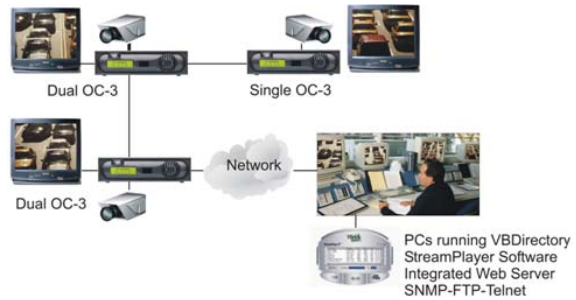 Dual OC-3
Single OC-3
Dual OC-3
Network
PCs running VBDirectory
StreamPlayer Software
Integrated Web Server
SNMP-FTP-Telnet